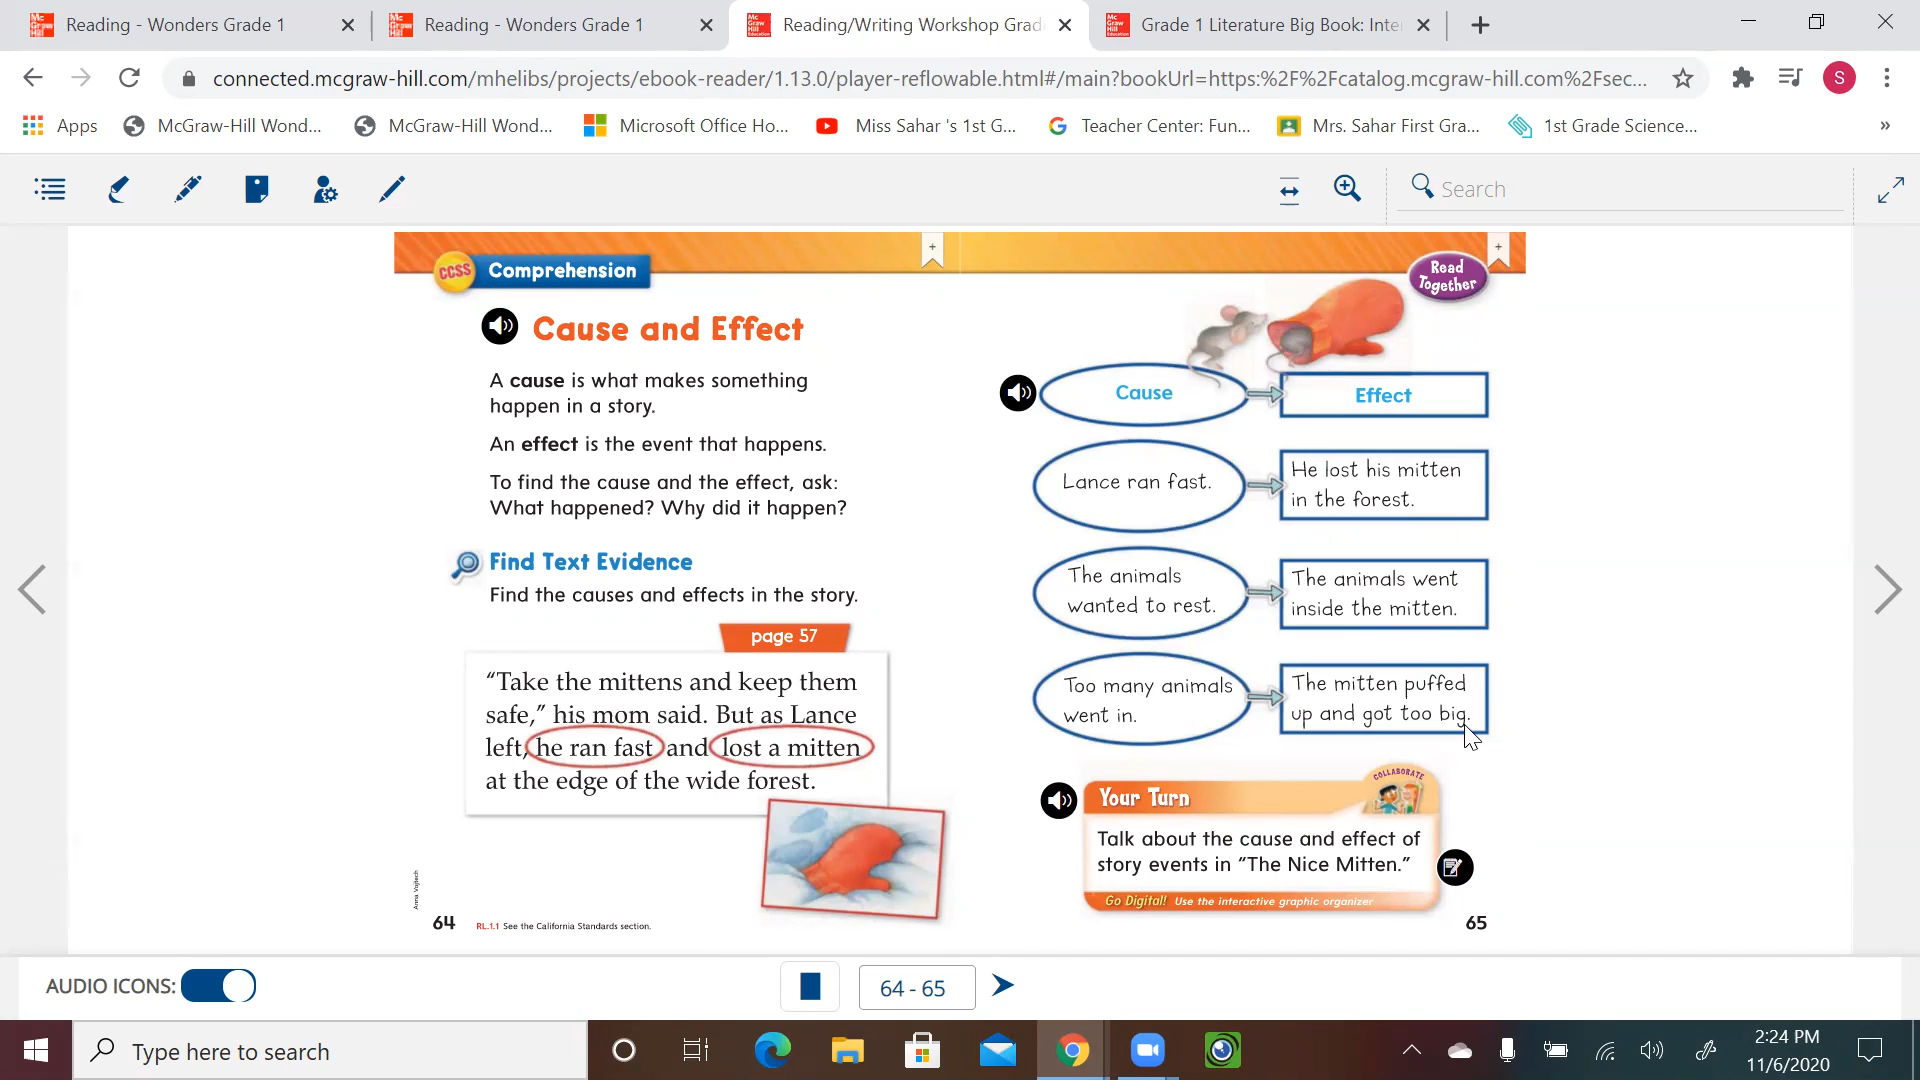 Reading - Wonders Grade 1
Reading - Wonders Grade 1
Reading/Writing Workshop Grad
Grade 1 Literature Big Book: Inte
connected.mcgraw-hill.com/mhelibs/projects/ebook-reader/1.13.0/player-reflowable.html#/main?bookUrl=https:%2F%2Fcatalog.mcgraw-hill.com%2Fsec...
S
Apps
McGraw-Hill Wond...
McGraw-Hill Wond...
Microsoft Office Ho...
Miss Sahar 's 1st G...
Teacher Center: Fun...
Mrs. Sahar First Gra...
1st Grade Science...
Search
CCSS
Comprehension
Cause and Effect
A cause is what makes something
happen in a story.
An effect is the event that happens.
To find the cause and the effect, ask:
What happened? Why did it happen?
Find Text Evidence
Find the causes and effects in the story.
page 57
“Take the mittens and keep them
safe,” his mom said. But as Lance
left, he ran fast and lost a mitten
at the edge of the wide forest.
Anna Vojtech
64
RL.1.1 See the California Standards section.
Read
Together
Cause
Effect
Lance ran fast.
He lost his mitten
in the forest.
The animals
wanted to rest.
The animals went
inside the mitten.
Too many animals
went in.
The mitten puffed
up and got too big.
COLLABORATE
Your Turn
Talk about the cause and effect of
story events in “The Nice Mitten.”
Go Digital! Use the interactive graphic organizer
65
AUDIO ICONS:
64 - 65
Type here to search
2:24 PM
11/6/2020